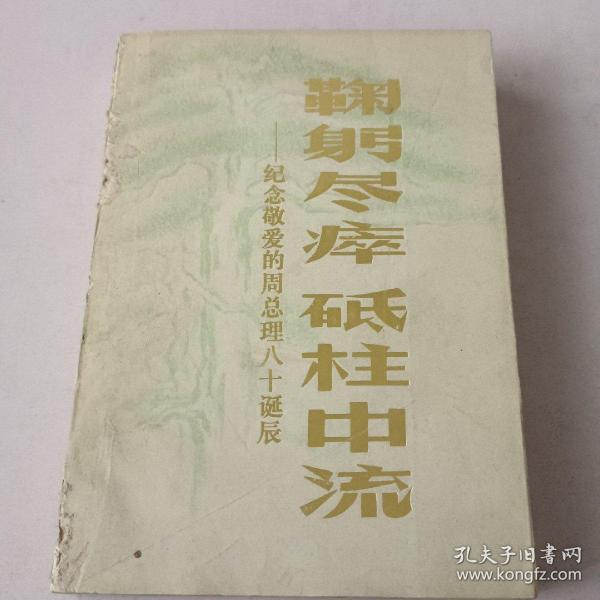 鞠躬尽瘁 砥柱中流
——纪念敬爱的周总理八十诞辰
孔夫子旧书网
www.kongfz.com